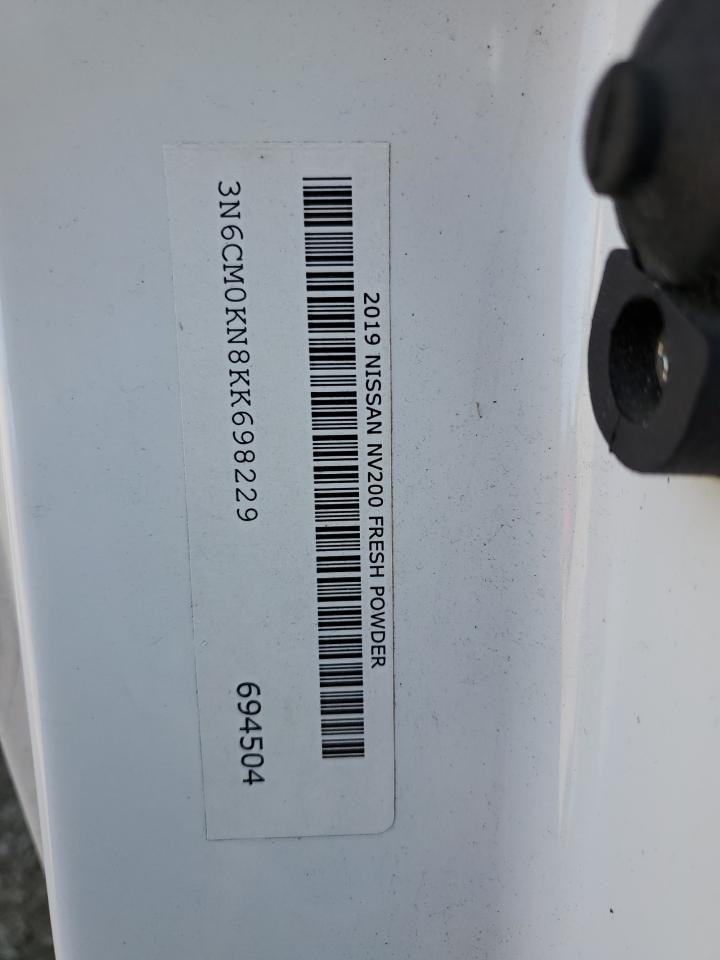 2019 NISSAN NV200 FRESH POWDER
3N6CM0KN8KK698229
694504